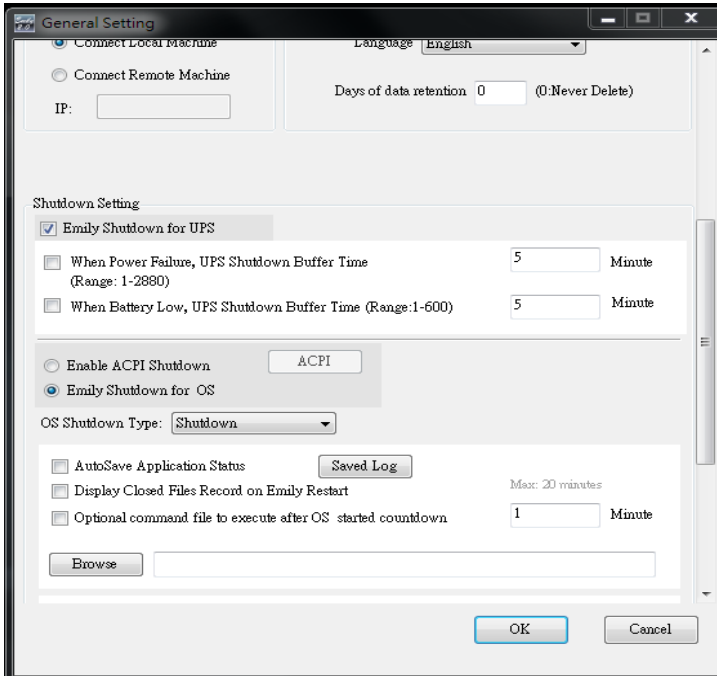 General Setting
Connect Local Machine
Language English
Connect Remote Machine
Days of data retention 0 (0:Never Delete)
IP:
Shutdown Setting
Emily Shutdown for UPS
When Power Failure, UPS Shutdown Buffer Time 5 Minute
(Range: 1-2880)
When Battery Low, UPS Shutdown Buffer Time (Range:1-600) 5 Minute
Enable ACPI Shutdown ACPI
Emily Shutdown for OS
OS Shutdown Type: Shutdown
AutoSave Application Status Saved Log
Display Closed Files Record on Emily Restart Max: 20 minutes
Optional command file to execute after OS started countdown 1 Minute
Browse
OK Cancel